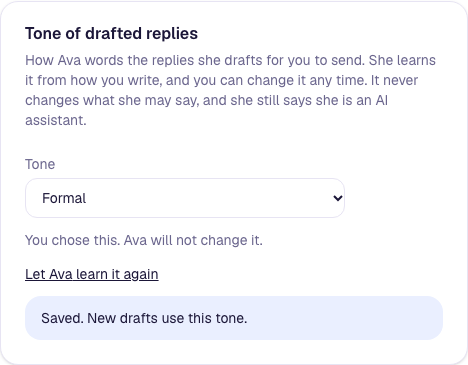 Tone of drafted replies
How Ava words the replies she drafts for you to send. She learns
it from how you write, and you can change it any time. It never
changes what she may say, and she still says she is an AI
assistant.
Tone
Formal
You chose this. Ava will not change it.
Let Ava learn it again
Saved. New drafts use this tone.